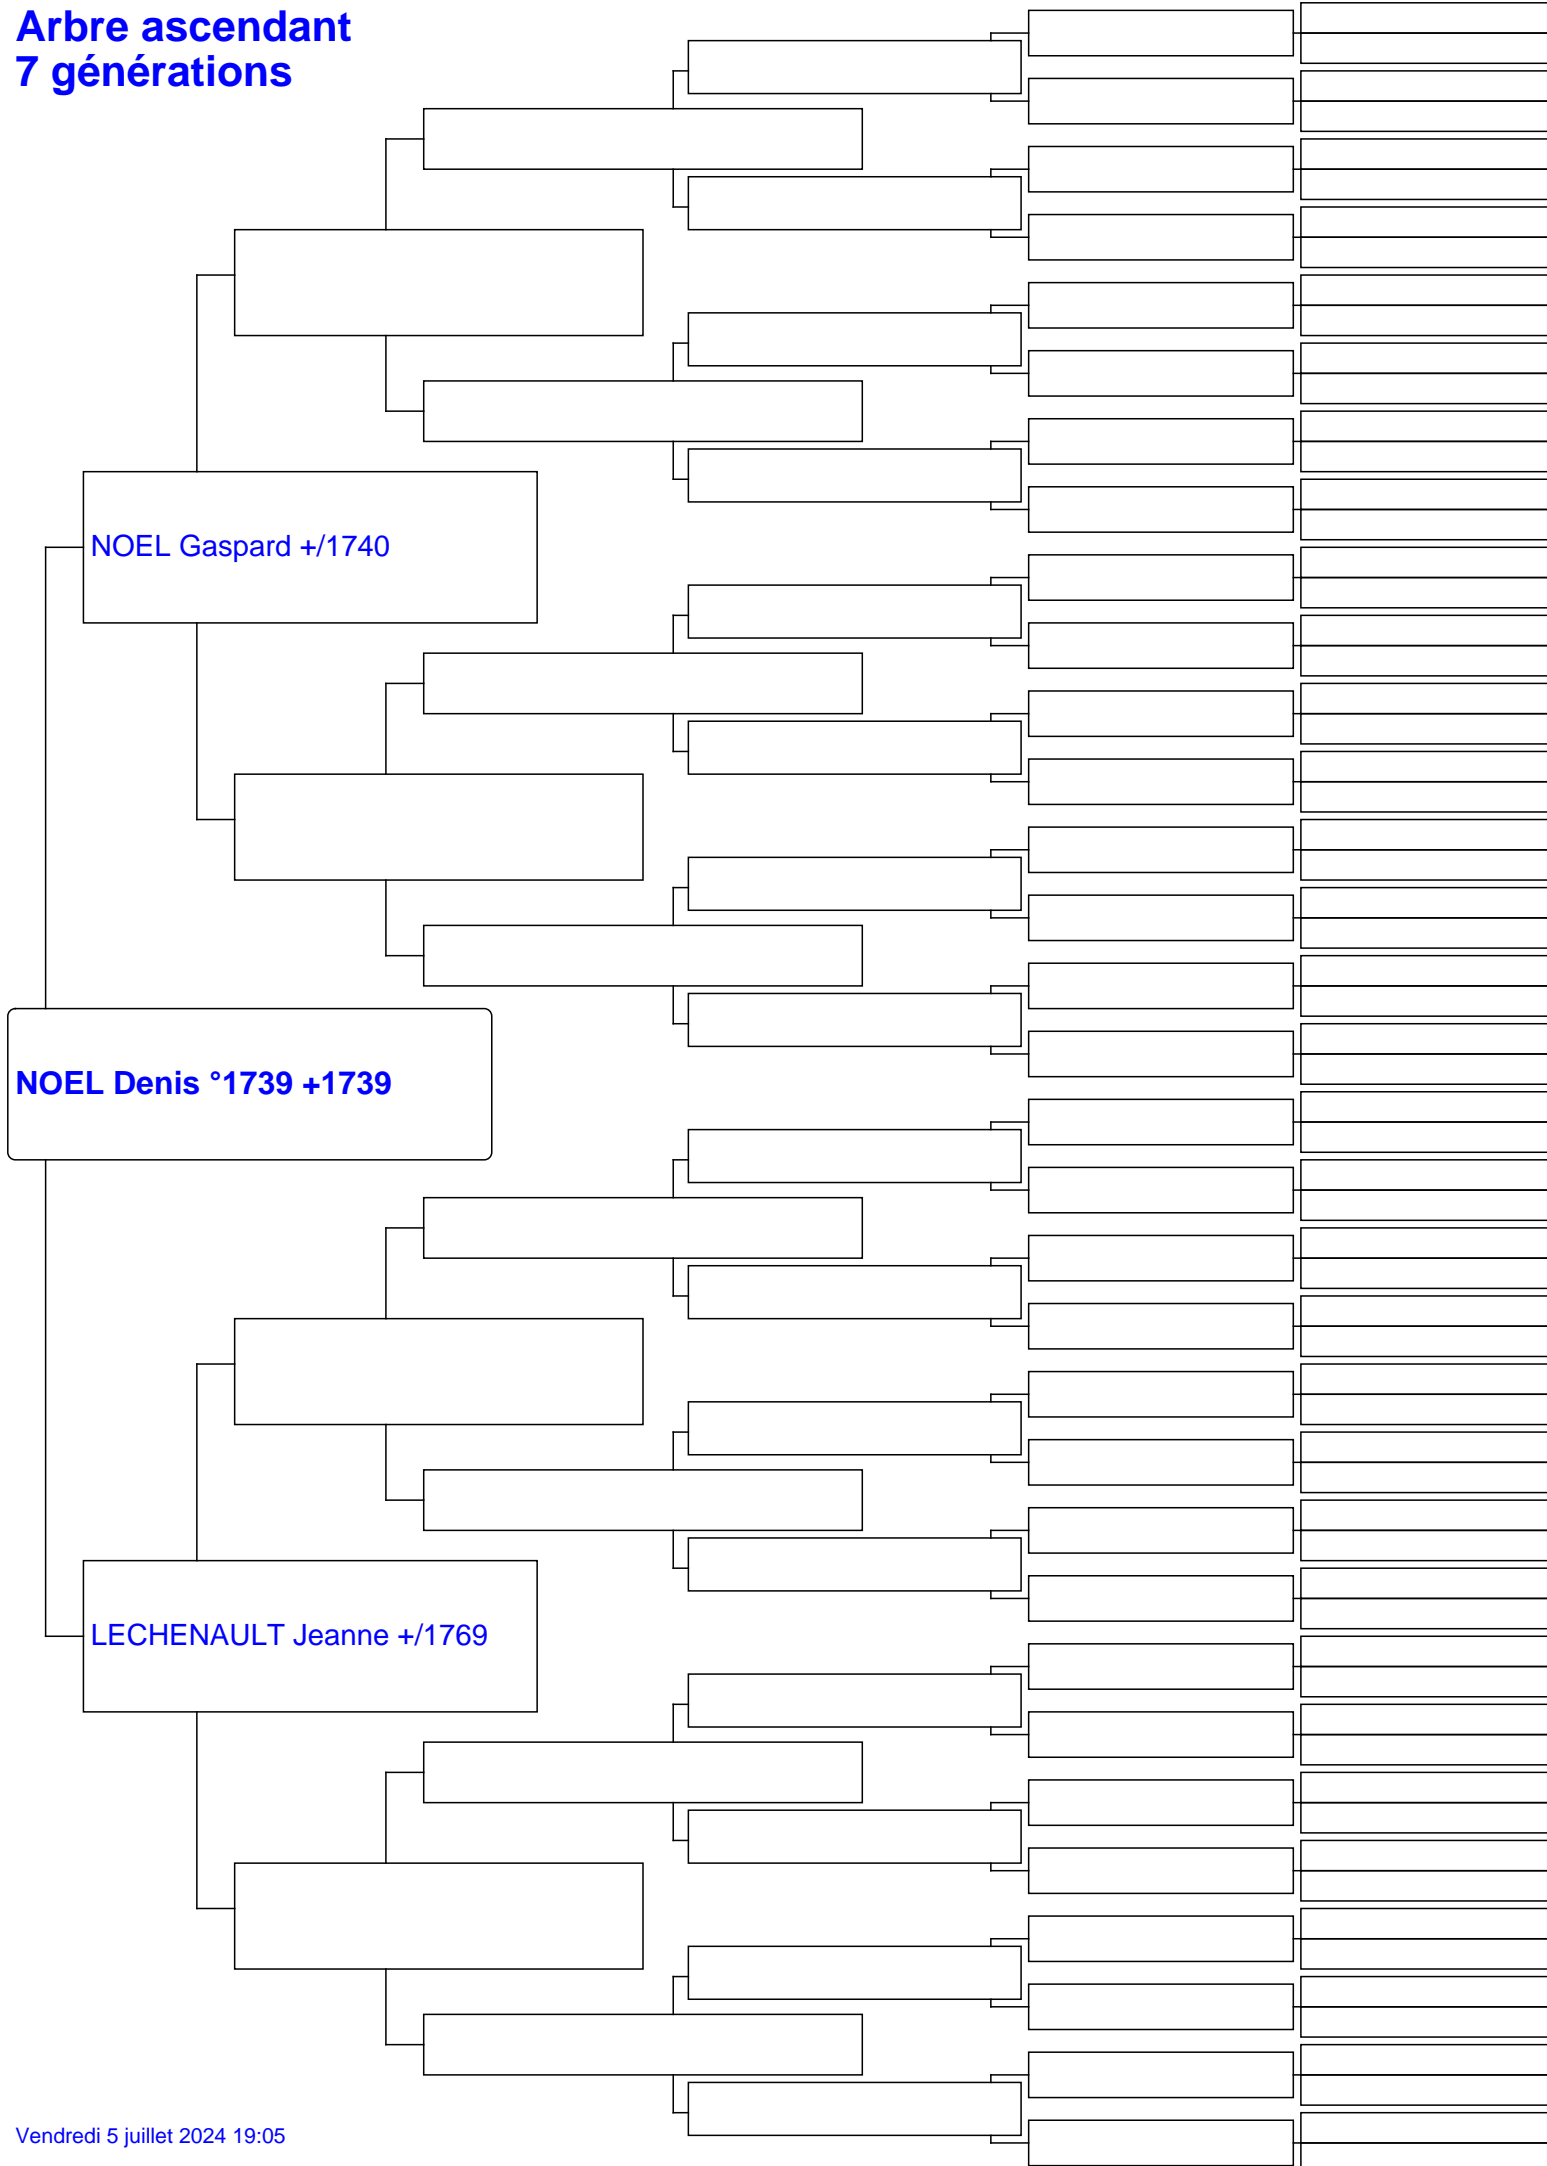 Arbre ascendant
7 générations
NOEL Gaspard +/1740
NOEL Denis °1739 +1739
LECHENAULT Jeanne +/1769
Vendredi 5 juillet 2024 19:05